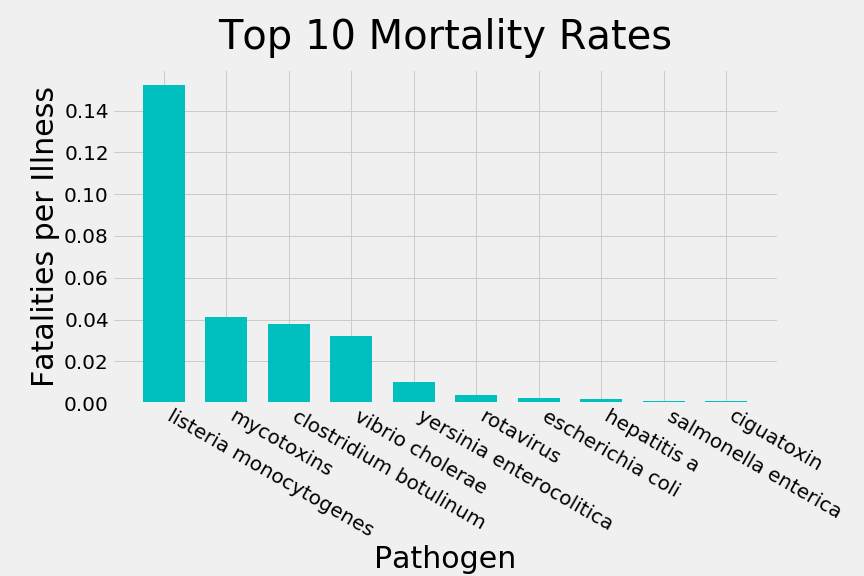 Top 10 Mortality Rates
Fatalities per Illness
0.14
0.12
0.10
0.08
0.06
0.04
0.02
0.00
listeria monocytogenes
mycotoxins
clostridium botulinum
vibrio cholerae
yersinia enterocolitica
rotavirus
escherichia coli
hepatitis a
salmonella enterica
ciguatoxin
Pathogen